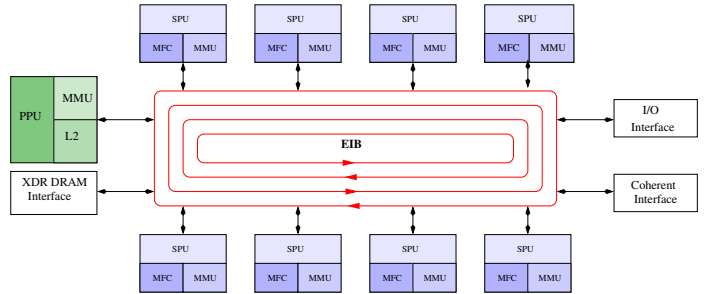 SPU
SPU
SPU
SPU
MFC MMU
MFC MMU
MFC MMU
MFC MMU
MMU
PPU
L2
I/O
Interface
EIB
XDR DRAM
Interface
Coherent
Interface
SPU
SPU
SPU
SPU
MFC MMU
MFC MMU
MFC MMU
MFC MMU